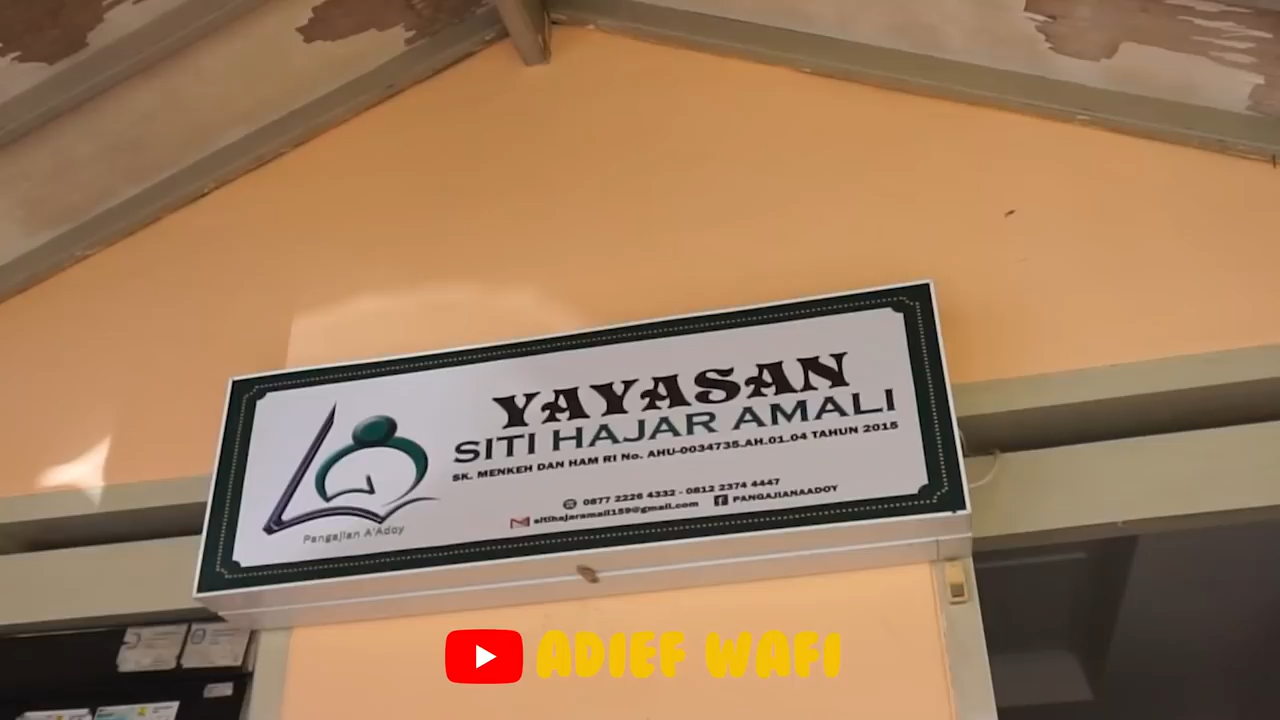 YAYASAN
SITI HAJAR AMALI
SK. MENKEH DAN HAM RI No. AHU-0034735.AH.01.04 TAHUN 2015
0877 2226 4332 - 0812 2374 4447
sitihajaramali159@gmail.com PANGAJIANAADOY
Pangajian A'Adoy
ADIEF WAFI